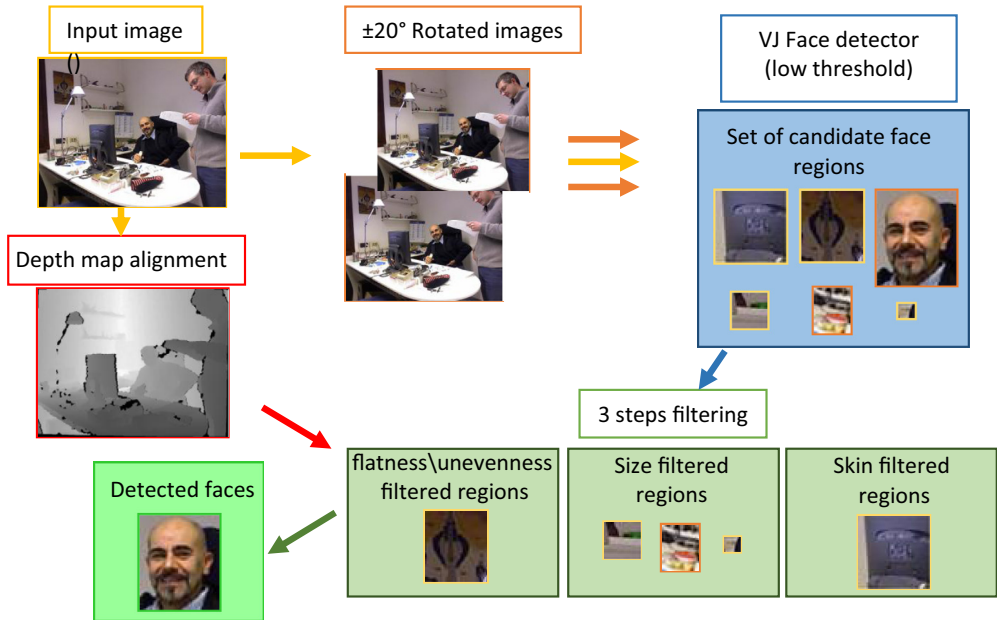 Input image
()
±20° Rotated images
VJ Face detector
(low threshold)
Set of candidate face
regions
Depth map alignment
3 steps filtering
flatness\unevenness
filtered regions
Size filtered
regions
Skin filtered
regions
Detected faces